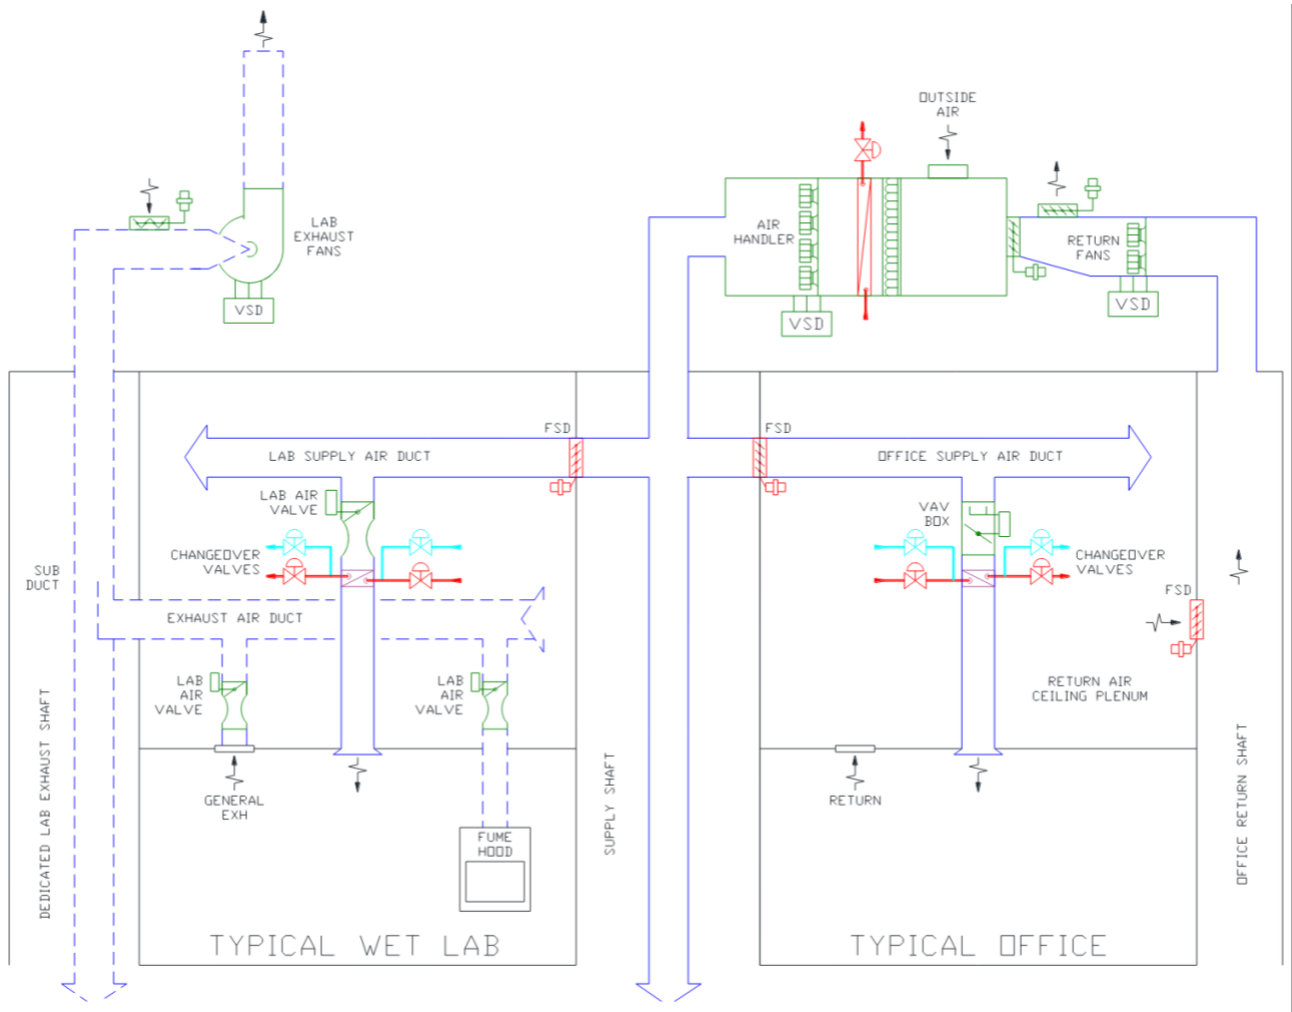 OUTSIDE
AIR
LAB
EXHAUST
FANS
AIR
HANDLER
RETURN
FANS
VSD
VSD
VSD
FSD
FSD
LAB SUPPLY AIR DUCT
OFFICE SUPPLY AIR DUCT
LAB AIR
VALVE
VAV
BOX
CHANGEOVER
VALVES
CHANGEOVER
VALVES
SUB
DUCT
FSD
EXHAUST AIR DUCT
LAB
AIR
VALVE
LAB
AIR
VALVE
RETURN AIR
CEILING PLENUM
DEDICATED LAB EXHAUST SHAFT
SUPPLY SHAFT
OFFICE RETURN SHAFT
GENERAL
EXH
RETURN
FUME
HOOD
TYPICAL WET LAB
TYPICAL OFFICE